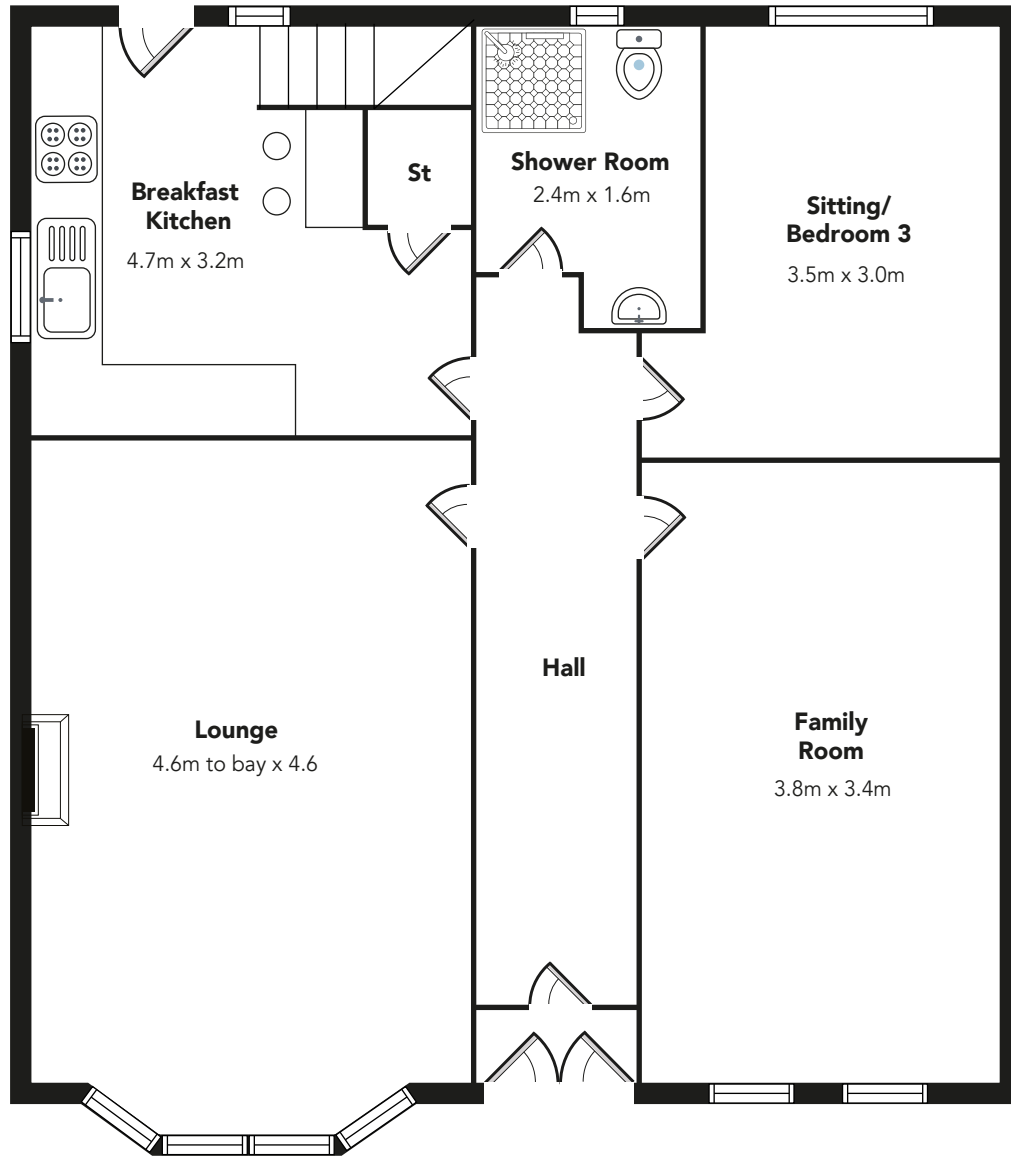 Breakfast
Kitchen
4.7m x 3.2m
St
Shower Room
2.4m x 1.6m
Sitting/
Bedroom 3
3.5m x 3.0m
Hall
Lounge
4.6m to bay x 4.6
Family
Room
3.8m x 3.4m